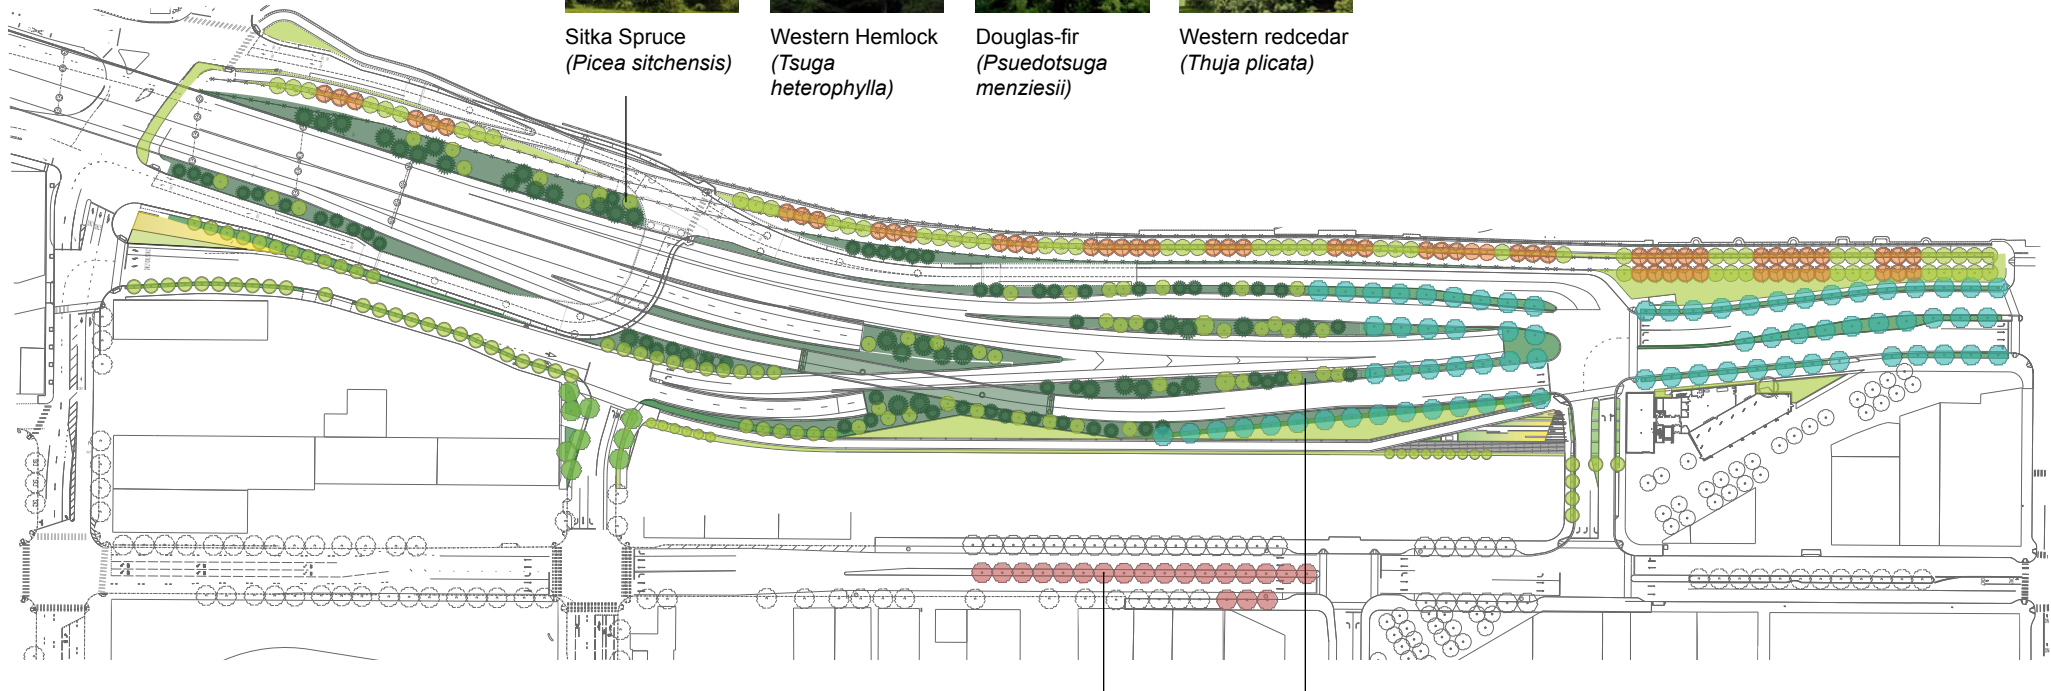 Sitka Spruce
(Picea sitchensis)
Western Hemlock
(Tsuga
heterophylla)
Douglas-fir
(Psuedotsuga
menziesii)
Western redcedar
(Thuja plicata)